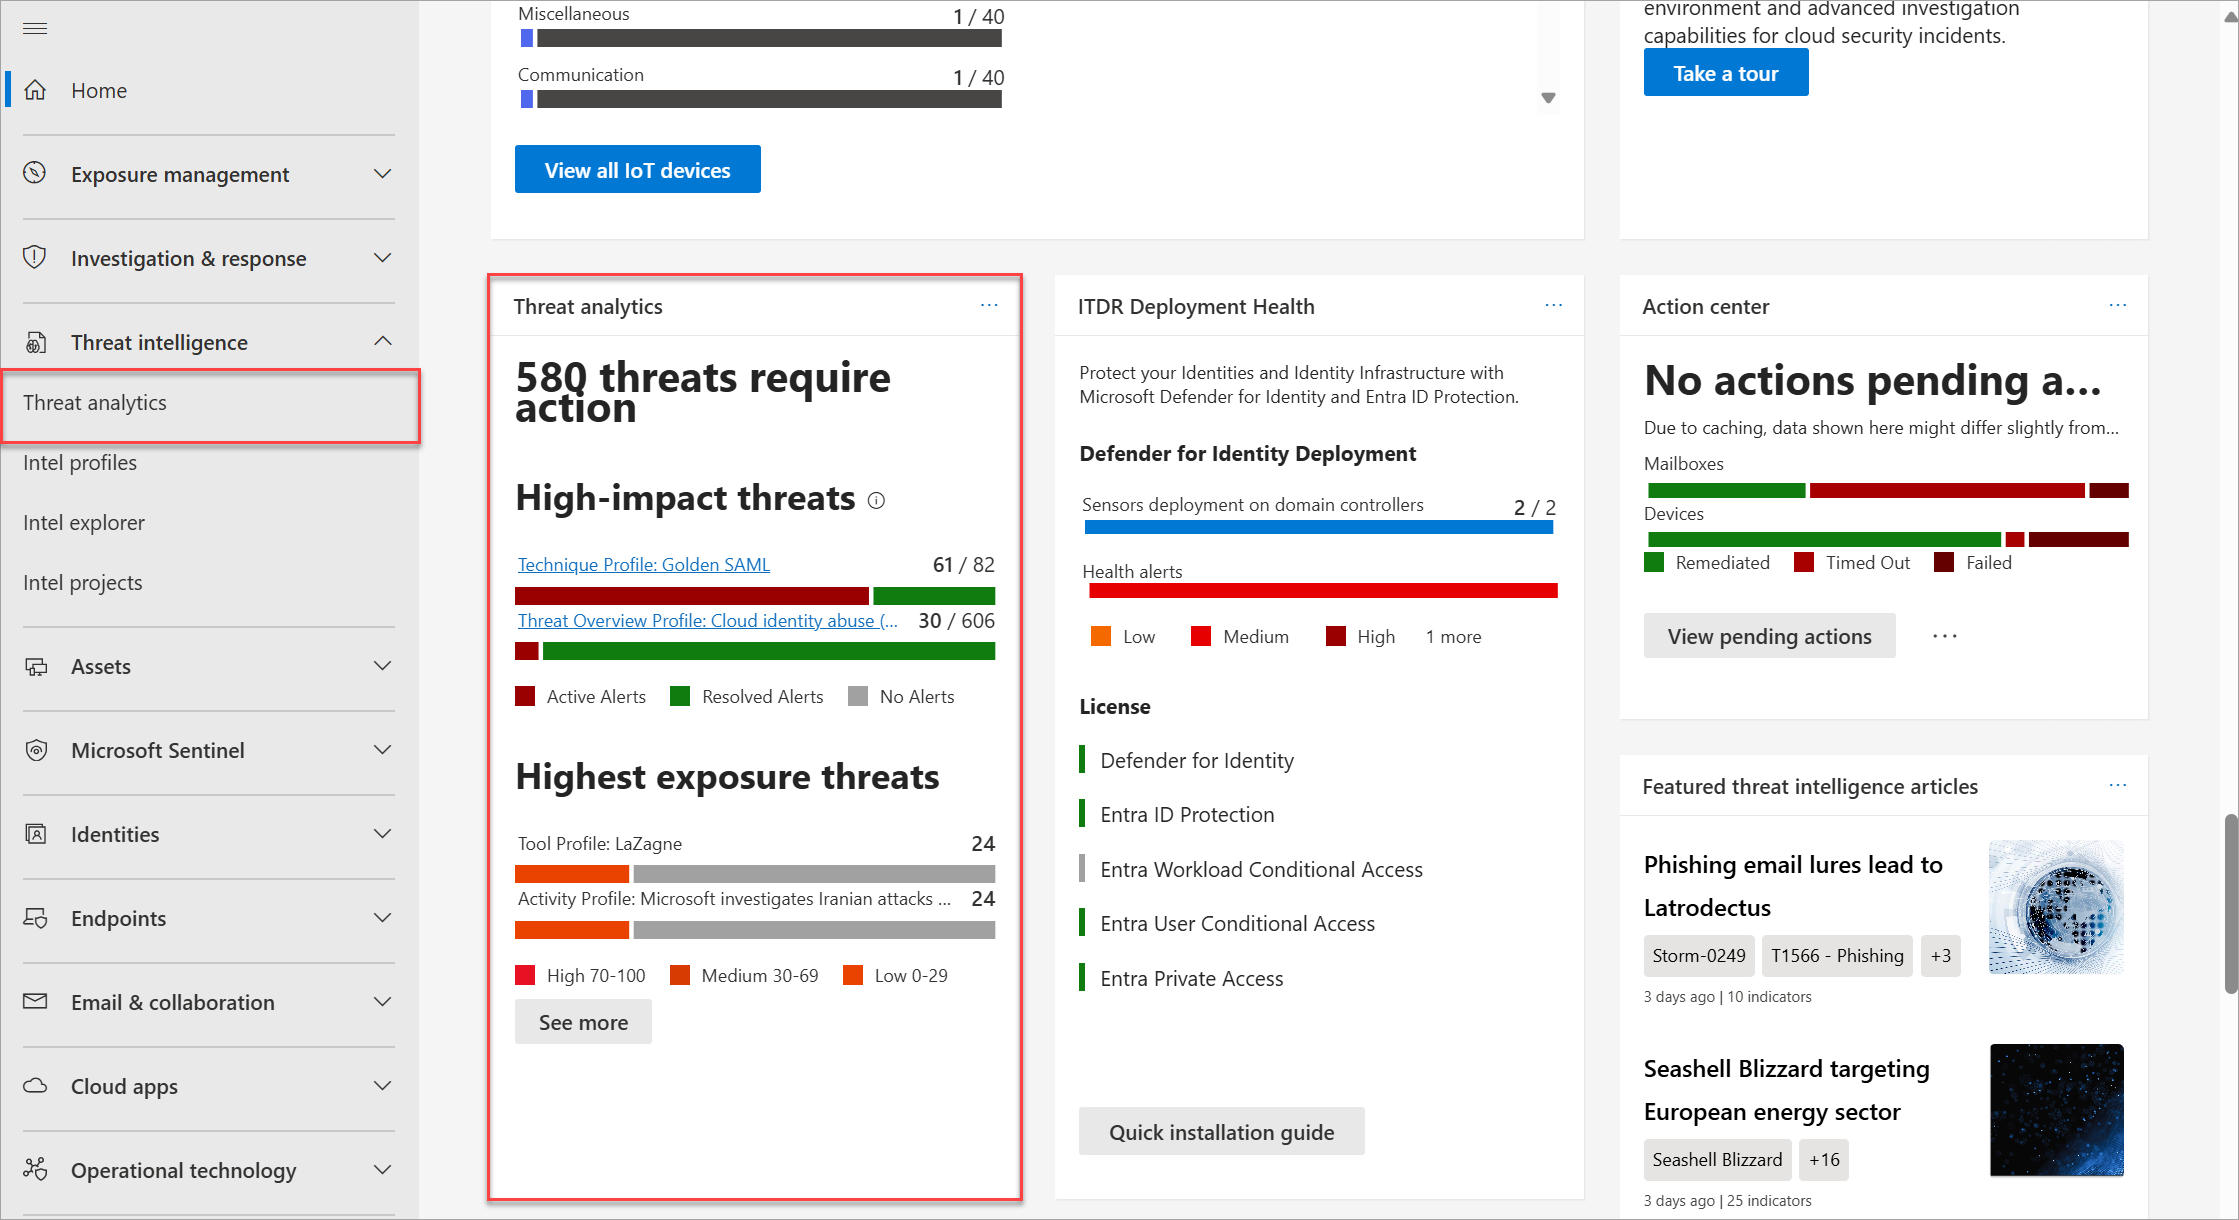 Home
Exposure management
Investigation & response
Threat intelligence
Threat analytics
Intel profiles
Intel explorer
Intel projects
Assets
Microsoft Sentinel
Identities
Endpoints
Email & collaboration
Cloud apps
Operational technology
Miscellaneous
1 / 40
Communication
1 / 40
View all IoT devices
environment and advanced investigation
capabilities for cloud security incidents.
Take a tour
Threat analytics
580 threats require
action
High-impact threats
Technique Profile: Golden SAML
61 / 82
Threat Overview Profile: Cloud identity abuse (...
30 / 606
Active Alerts
Resolved Alerts
No Alerts
Highest exposure threats
Tool Profile: LaZagne
24
Activity Profile: Microsoft investigates Iranian attacks ...
24
High 70-100
Medium 30-69
Low 0-29
See more
ITDR Deployment Health
Protect your Identities and Identity Infrastructure with
Microsoft Defender for Identity and Entra ID Protection.
Defender for Identity Deployment
Sensors deployment on domain controllers
2 / 2
Health alerts
Low
Medium
High
1 more
License
Defender for Identity
Entra ID Protection
Entra Workload Conditional Access
Entra User Conditional Access
Entra Private Access
Quick installation guide
Action center
No actions pending a...
Due to caching, data shown here might differ slightly from...
Mailboxes
Devices
Remediated
Timed Out
Failed
View pending actions
Featured threat intelligence articles
Phishing email lures lead to
Latrodectus
Storm-0249
T1566 - Phishing
+3
3 days ago | 10 indicators
Seashell Blizzard targeting
European energy sector
Seashell Blizzard
+16
3 days ago | 25 indicators